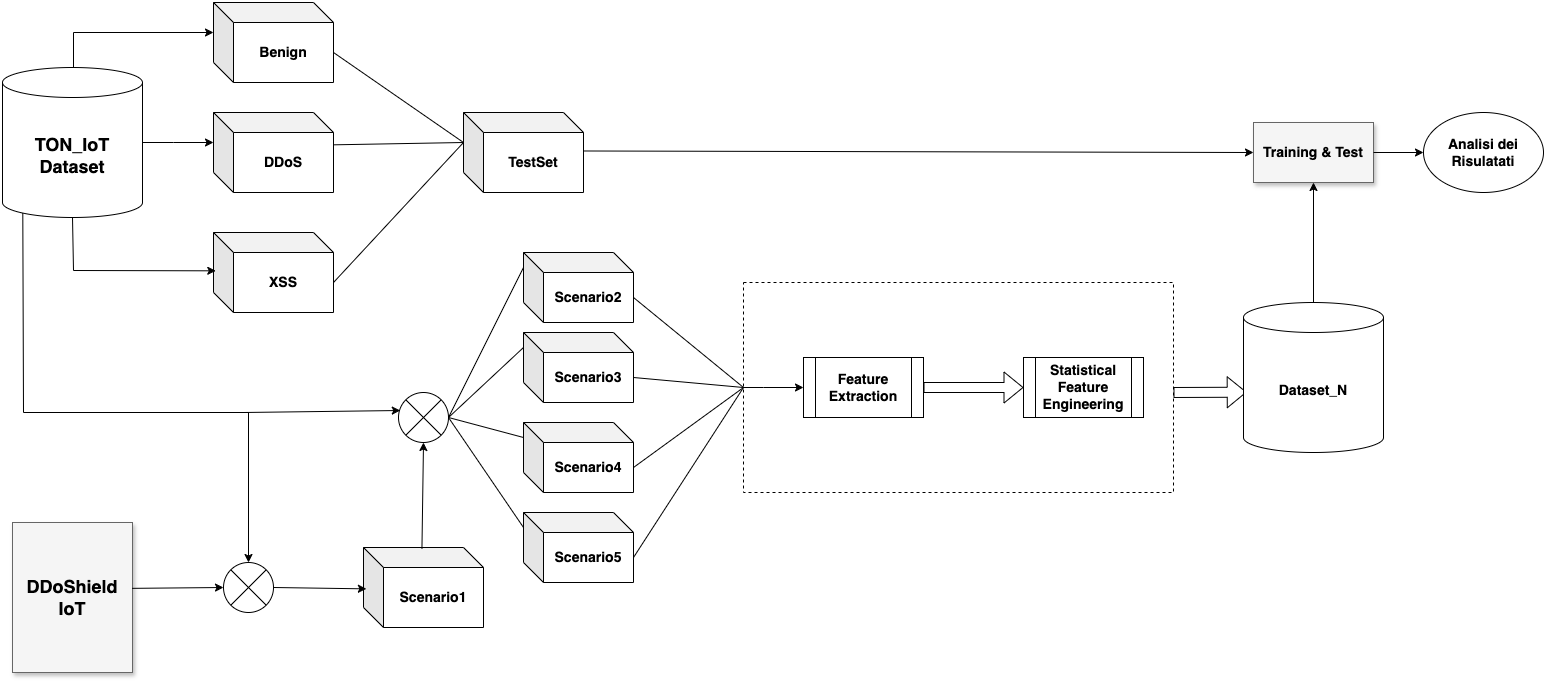 Benign
TON_IoT
Dataset
DDoS
TestSet
Training & Test
Analisi dei
Risulatati
XSS
Scenario2
Scenario3
Feature
Extraction
Statistical
Feature
Engineering
Dataset_N
Scenario4
Scenario5
DDoShield
IoT
Scenario1